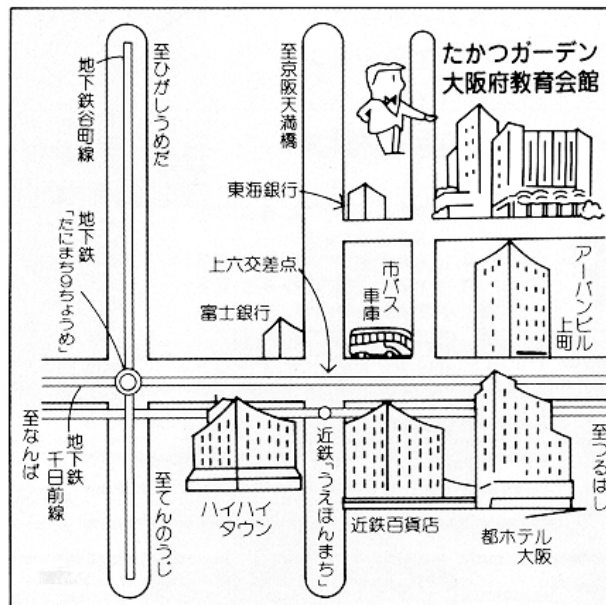 たかつガーデン
大阪府教育会館
至ひがしうめだ
地下鉄谷町線
至京阪天満橋
東海銀行
地下鉄
「たにまち9ちょうめ」
上六交差点
富士銀行
市バス
車庫
アーバンビル
上町
至なんば
地下鉄
千日前線
至てんのうじ
ハイハイ
タウン
近鉄「うえほんまち」
近鉄百貨店
都ホテル
大阪
至つるはし